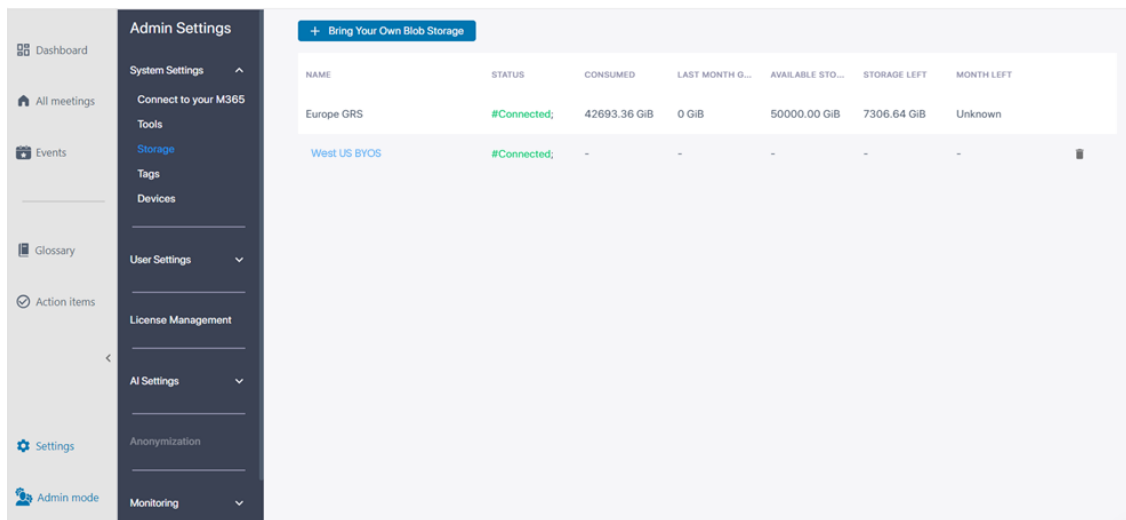 Dashboard
All meetings
Events
Glossary
Action items
Settings
Admin mode
Admin Settings
System Settings
Connect to your M365
Tools
Storage
Tags
Devices
User Settings
License Management
AI Settings
Anonymization
Monitoring
+ Bring Your Own Blob Storage
NAME STATUS CONSUMED LAST MONTH G... AVAILABLE STO... STORAGE LEFT MONTH LEFT
Europe GRS #Connected; 42693.36 GiB 0 GiB 50000.00 GiB 7306.64 GiB Unknown
West US BYOS #Connected; - - - - -